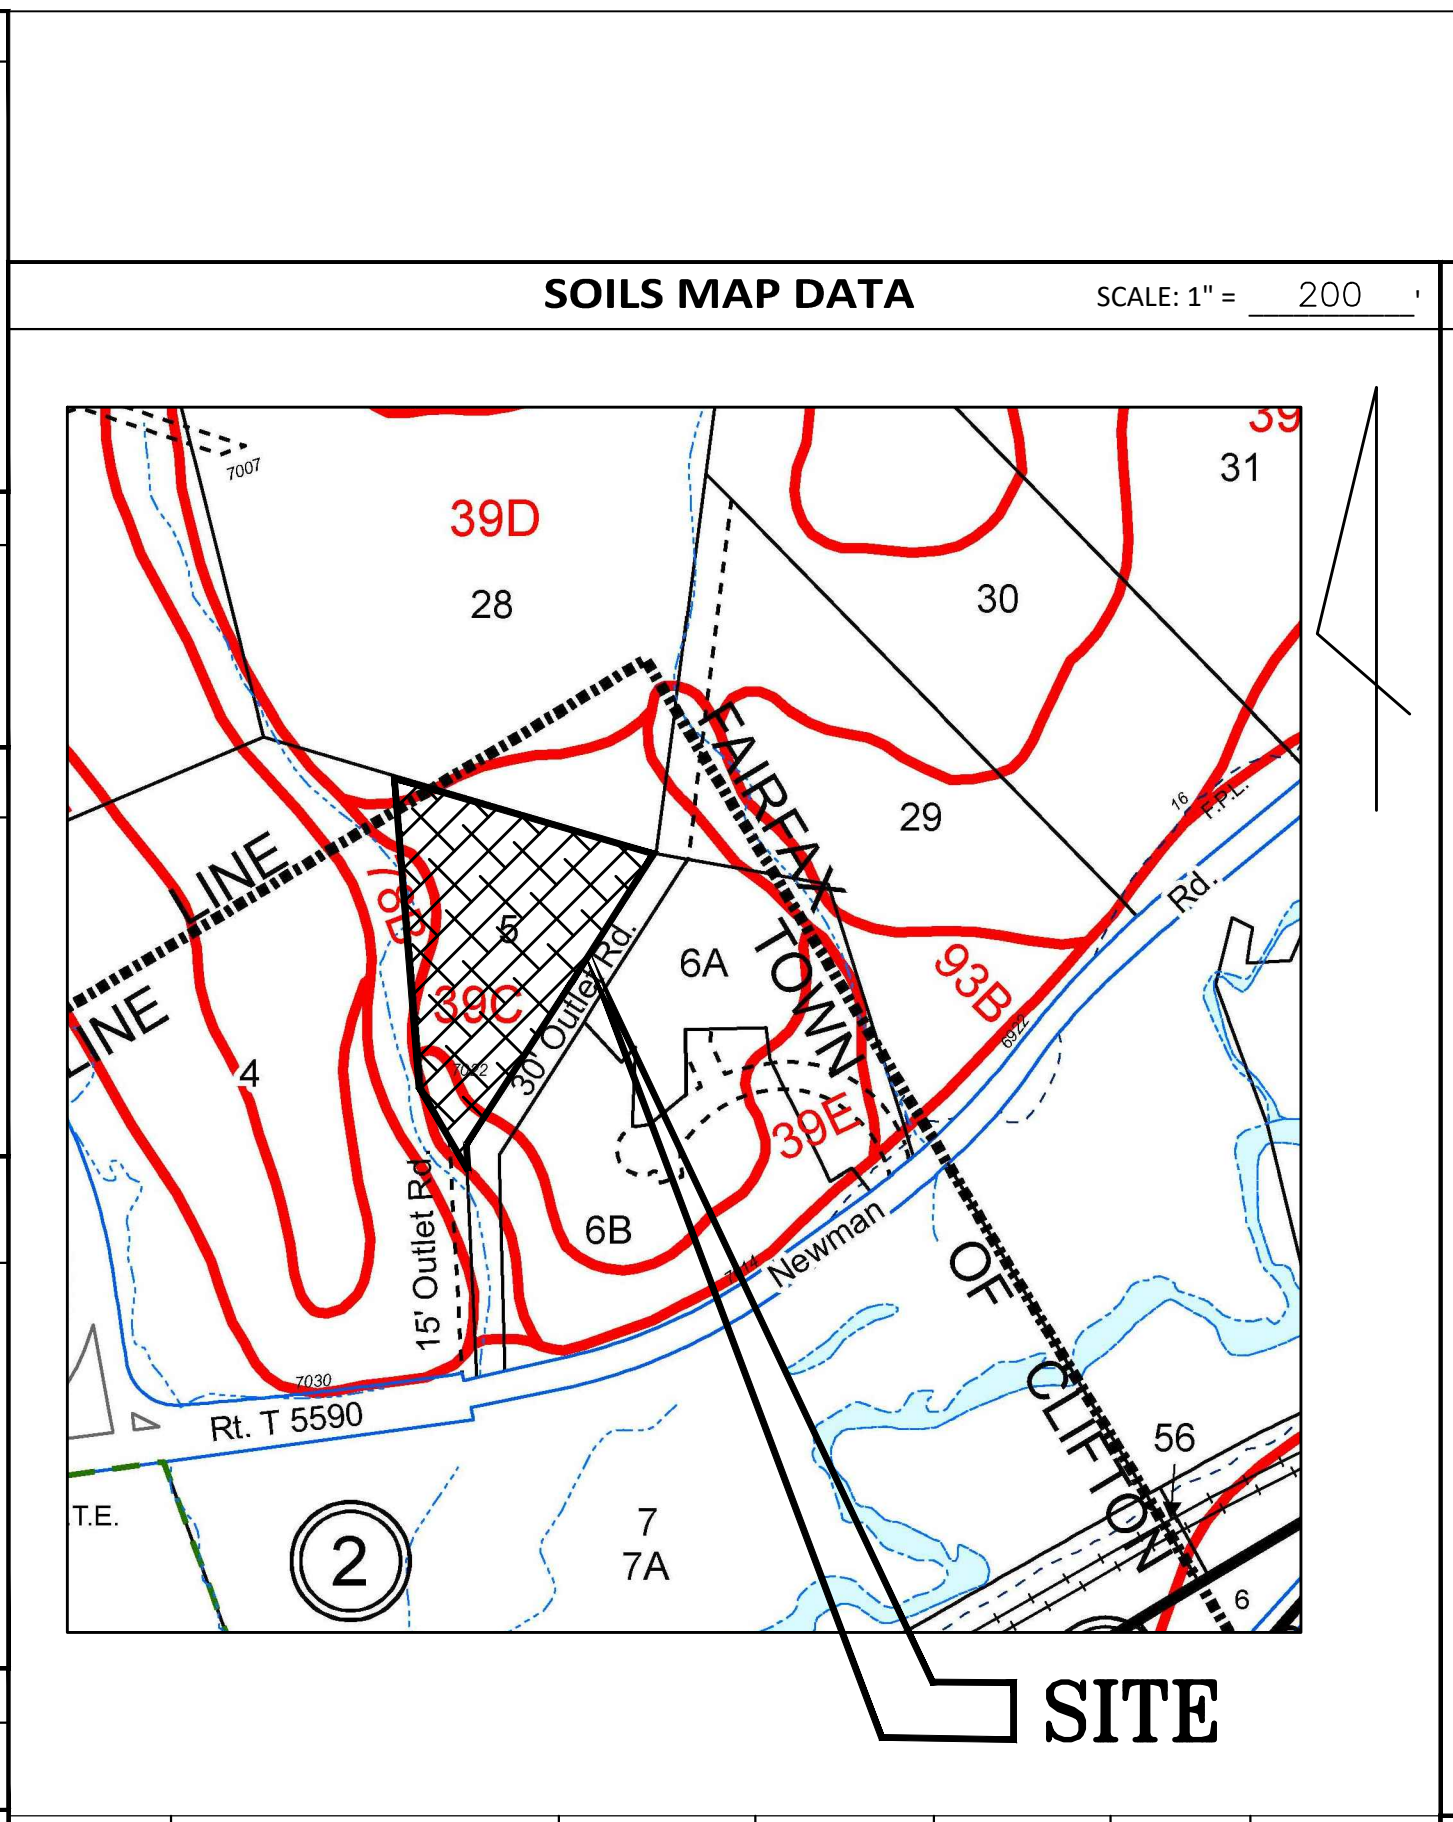 SOILS MAP DATA
SCALE: 1" = 200 '
39
31
7007
39D
28
30
FAIRFAX
29
16
F.P.L.
LINE
LINE
Rd.
5
30' Outlet Rd.
6A
TOWN
93B
39C
6922
4
7022
39E
15' Outlet Rd.
6B
Newman
OF
7014
7030
Rt. T 5590
CLIFTON
56
.T.E.
2
7
7A
6
SITE